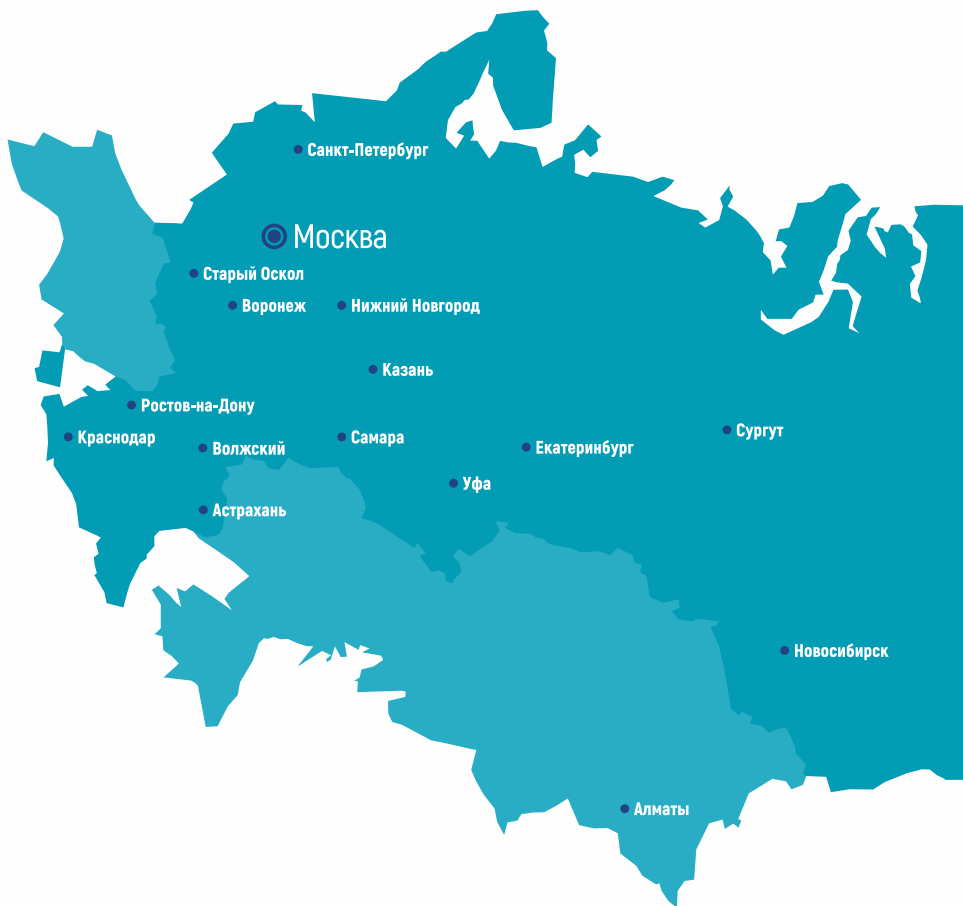 Санкт-Петербург
Москва
Старый Оскол
Воронеж
Нижний Новгород
Казань
Ростов-на-Дону
Краснодар
Самара
Сургут
Волжский
Екатеринбург
Уфа
Астрахань
Новосибирск
Алматы